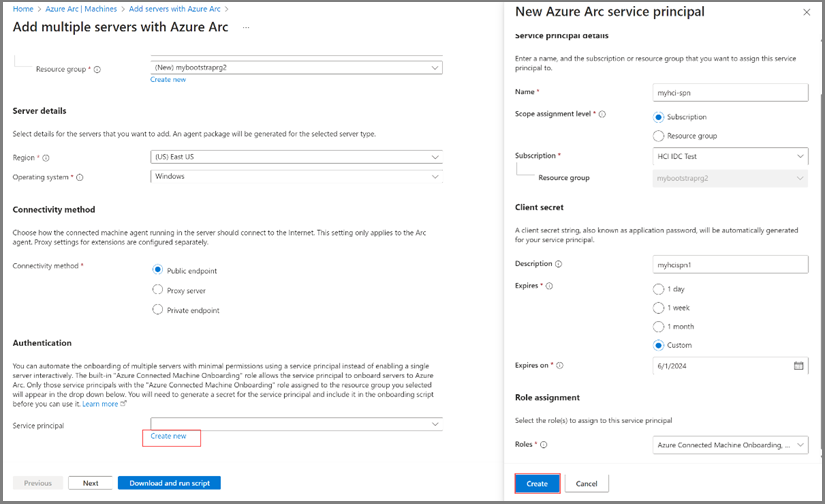 Home > Azure Arc | Machines > Add servers with Azure Arc >
Add multiple servers with Azure Arc ...
Resource group *
(New) mybootstraprg2
Create new
Server details
Select details for the servers that you want to add. An agent package will be generated for the selected server type.
Region *
(US) East US
Operating system *
Windows
Connectivity method
Choose how the connected machine agent running in the server should connect to the Internet. This setting only applies to the Arc
agent. Proxy settings for extensions are configured separately.
Connectivity method *
Public endpoint
Proxy server
Private endpoint
Authentication
You can automate the onboarding of multiple servers with minimal permissions using a service principal instead of enabling a single
server interactively. The built-in "Azure Connected Machine Onboarding" role allows the service principal to onboard servers to Azure
Arc. Only those service principals with the "Azure Connected Machine Onboarding" role assigned to the resource group you selected
will appear in the drop down below. You will need to generate a secret for the service principal and include it in the onboarding script
before you can use it. Learn more
Service principal
Create new
Previous
Next
Download and run script
New Azure Arc service principal
Service principal details
Enter a name, and the subscription or resource group that you want to assign this service
principal to.
Name *
myhci-spn
Scope assignment level *
Subscription
Resource group
Subscription *
HCI IDC Test
Resource group
mybootstraprg2
Client secret
A client secret string, also known as application password, will be automatically generated
for your service principal.
Description
myhcispn1
Expires *
1 day
1 week
1 month
Custom
Expires on *
6/1/2024
Role assignment
Select the role(s) to assign to this service principal
Roles *
Azure Connected Machine Onboarding, ...
Create
Cancel